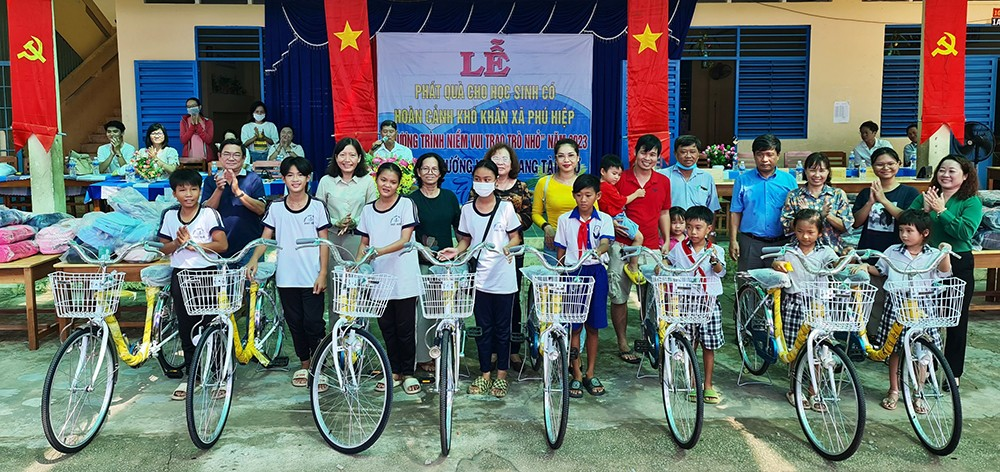 LỄ
PHÁT QUÀ CHO HỌC SINH CÓ
HOÀN CẢNH KHÓ KHĂN XÃ PHÚ HIỆP
TRÌNH NIỀM VUI TRAO TRÒ NHỎ" NĂM 2023